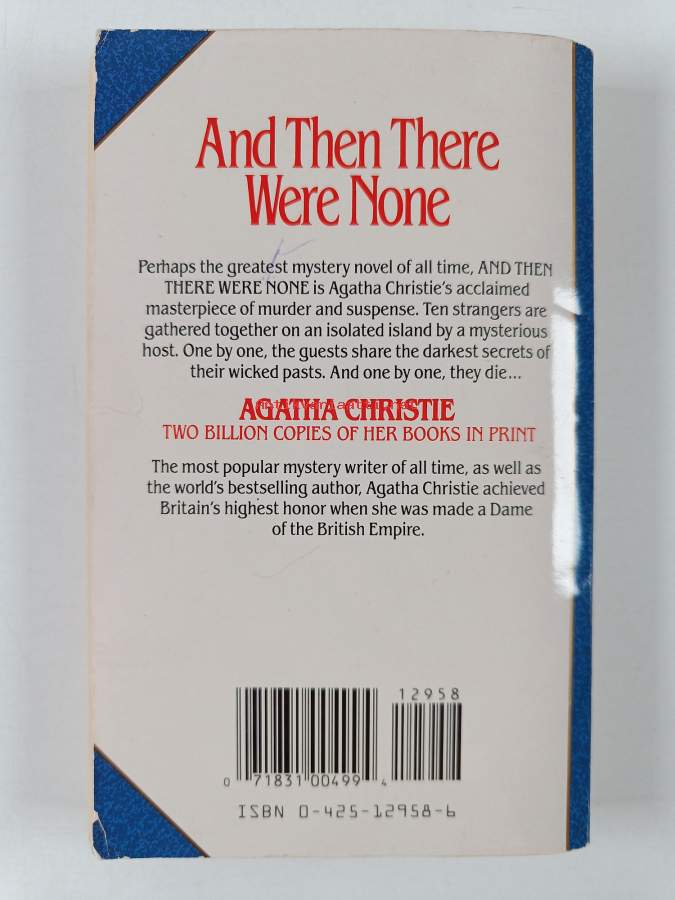 And Then There
Were None
Perhaps the greatest mystery novel of all time, AND THEN
THERE WERE NONE is Agatha Christie's acclaimed
masterpiece of murder and suspense. Ten strangers are
gathered together on an isolated island by a mysterious
host. One by one, the guests share the darkest secrets of
their wicked pasts. And one by one, they die...
AGATHA CHRISTIE
TWO BILLION COPIES OF HER BOOKS IN PRINT
The most popular mystery writer of all time, as well as
the world's bestselling author, Agatha Christie achieved
Britain's highest honor when she was made a Dame
of the British Empire.
12958
0 71831 00499 4
ISBN 0-425-12958-6